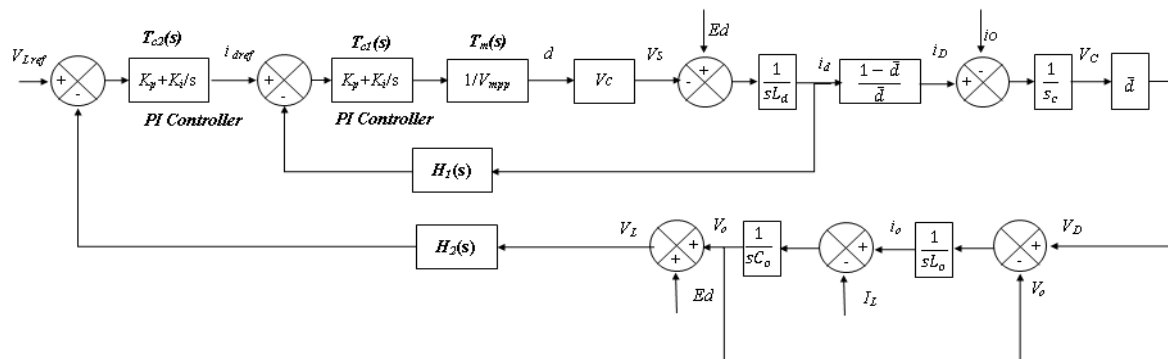 T_c2(s)
T_c1(s)
T_m(s)
Ed
io
V_Lref
+
-
K_p+K_i/s
i_dref
+
-
K_p+K_i/s
1/V_mpp
d
V_C
V_S
+
-
1/sL_d
i_d
1 − d̄/d̄
i_D
-
+
1/s_c
V_C
d̄
PI Controller
PI Controller
H_1(s)
H_2(s)
V_L
+
+
Ed
V_o
1/sC_o
+
-
I_L
i_o
1/sL_o
+
-
V_D
V_o